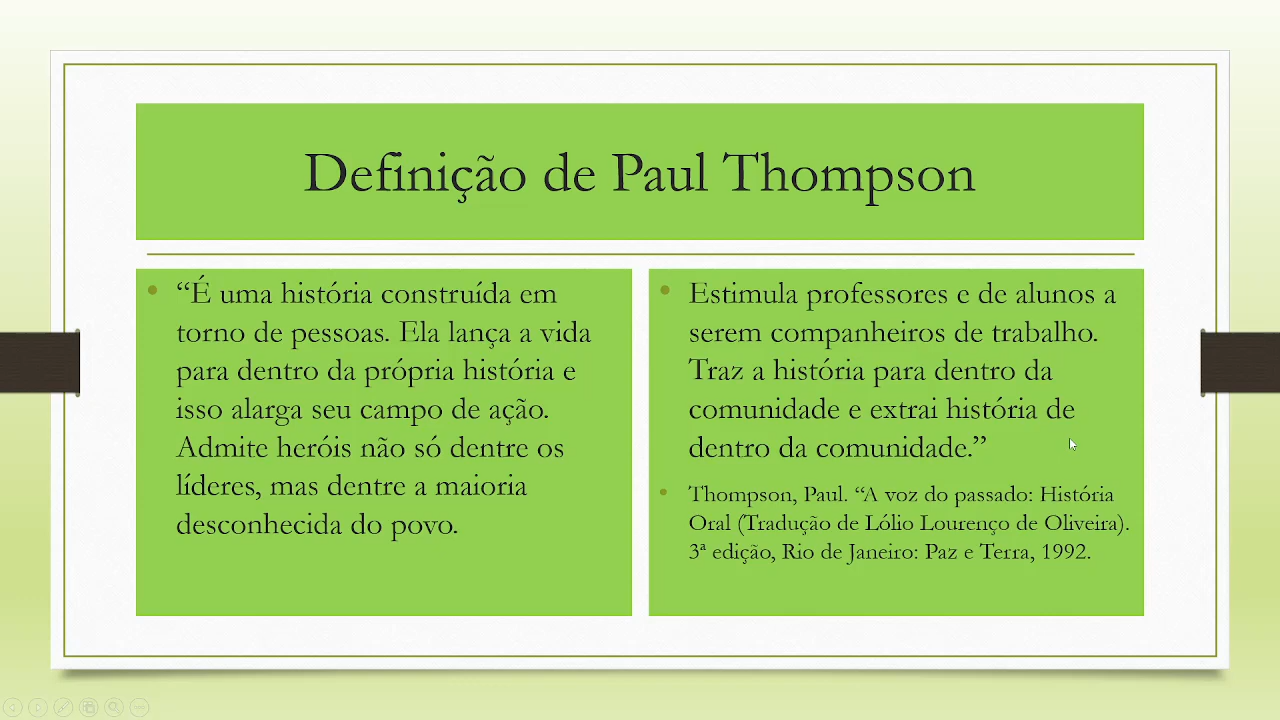 Definição de Paul Thompson
• “É uma história construída em
torno de pessoas. Ela lança a vida
para dentro da própria história e
isso alarga seu campo de ação.
Admite heróis não só dentre os
líderes, mas dentre a maioria
desconhecida do povo.
• Estimula professores e de alunos a
serem companheiros de trabalho.
Traz a história para dentro da
comunidade e extrai história de
dentro da comunidade.”
• Thompson, Paul. “A voz do passado: História
Oral (Tradução de Lólio Lourenço de Oliveira).
3ª edição, Rio de Janeiro: Paz e Terra, 1992.